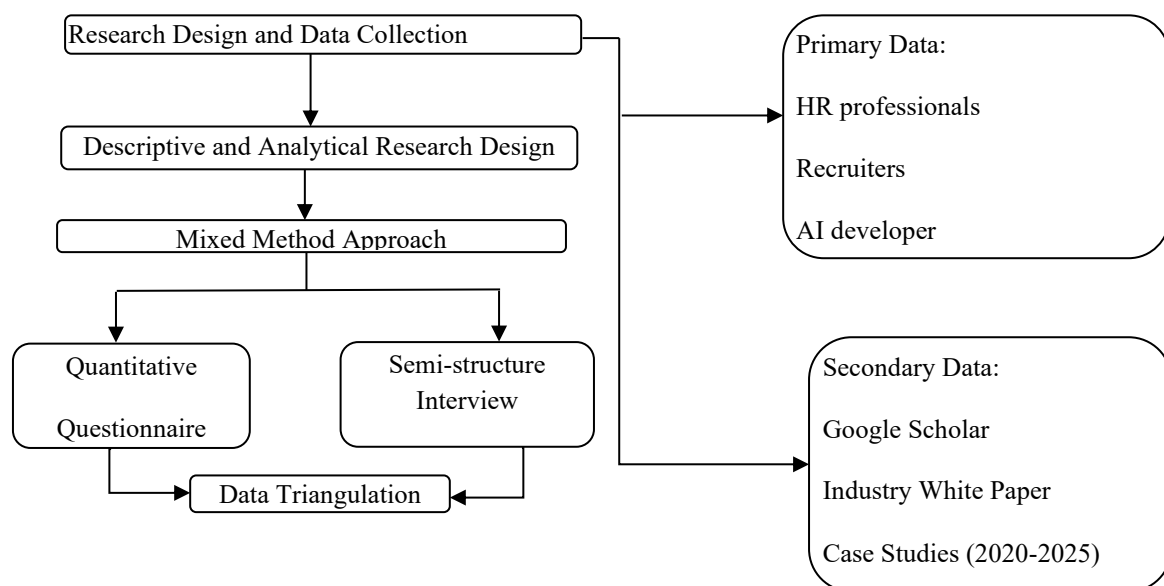 Research Design and Data Collection
Descriptive and Analytical Research Design
Mixed Method Approach
Quantitative
Questionnaire
Semi-structure
Interview
Data Triangulation
Primary Data:
HR professionals
Recruiters
AI developer
Secondary Data:
Google Scholar
Industry White Paper
Case Studies (2020-2025)